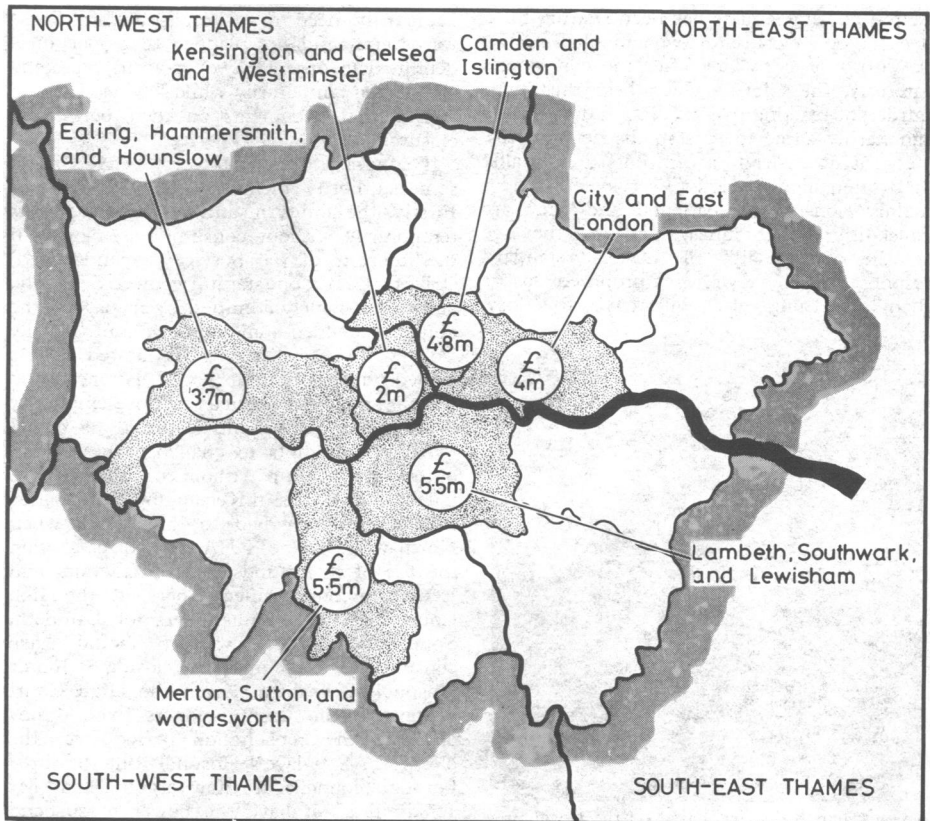 NORTH-WEST THAMES
NORTH-EAST THAMES
Kensington and Chelsea
and Westminster
Camden and
Islington
Ealing, Hammersmith,
and Hounslow
City and East
London
£
4·8m
£
3·7m
£
2m
£
4m
£
5·5m
Lambeth, Southwark,
and Lewisham
£
5·5m
Merton, Sutton, and
wandsworth
SOUTH-WEST THAMES
SOUTH-EAST THAMES